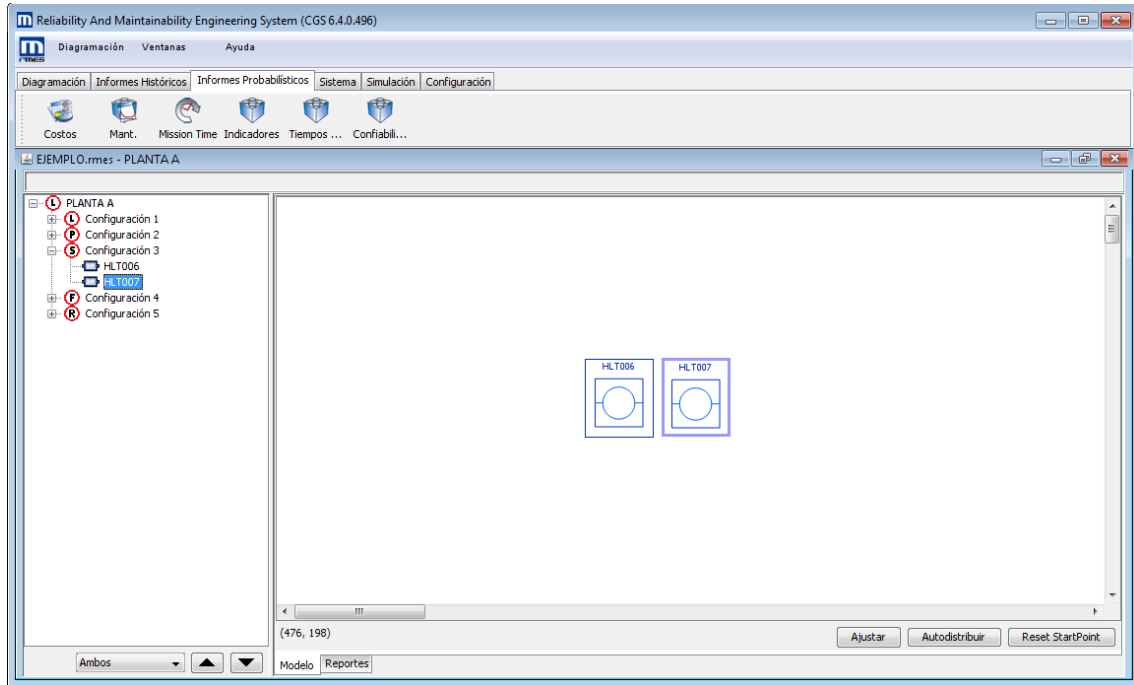 Reliability And Maintainability Engineering System (CGS 6.4.0.496)
rmes Diagramación Ventanas Ayuda
Diagramación Informes Históricos Informes Probabilísticos Sistema Simulación Configuración
Costos Mant. Mission Time Indicadores Tiempos ... Confiabili...
EJEMPLO.rmes - PLANTA A
L PLANTA A
L Configuración 1
P Configuración 2
S Configuración 3
HLT006
HLT007
F Configuración 4
R Configuración 5
HLT006 HLT007
(476, 198)
Ajustar Autodistribuir Reset StartPoint
Ambos
Modelo Reportes